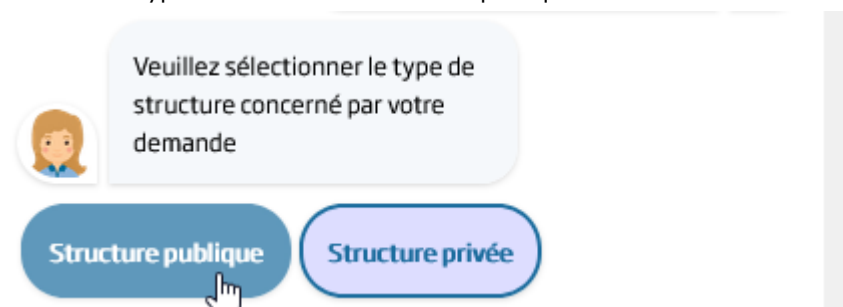 Veuillez sélectionner le type de
structure concerné par votre
demande
Structure publique
Structure privée